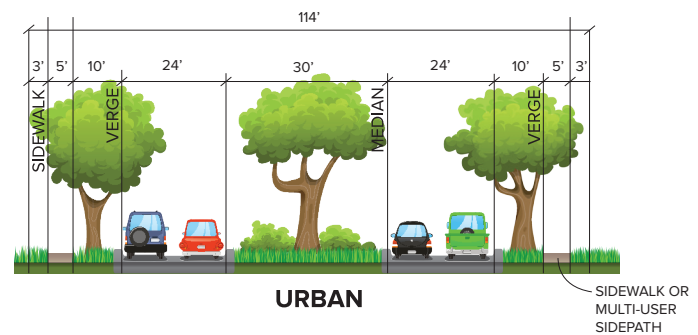 114’
3’ 5’ 10’ 24’ 30’ 24’ 10’ 5’ 3’
SIDEWALK
VERGE
MEDIAN
VERGE
URBAN
SIDEWALK OR
MULTI-USER
SIDEPATH